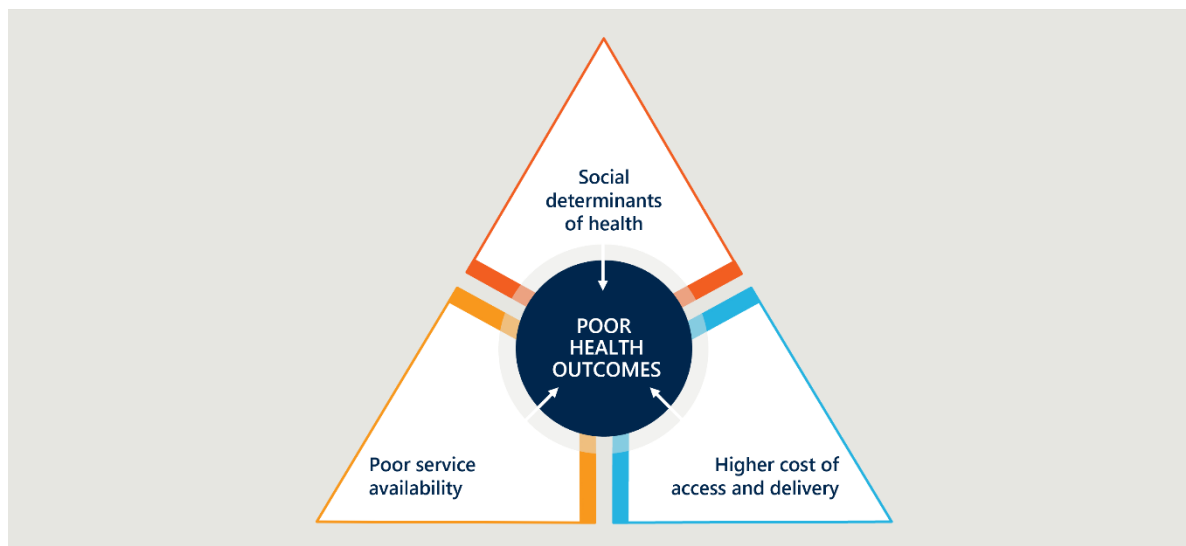 Social
determinants
of health
POOR
HEALTH
OUTCOMES
Poor service
availability
Higher cost of
access and delivery